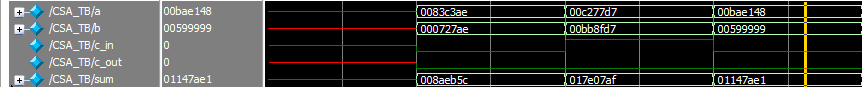 /CSA_TB/a 00bae148 0083c3ae 00c277d7 00bae148
/CSA_TB/b 00599999 000727ae 00bb8fd7 00599999
/CSA_TB/c_in 0
/CSA_TB/c_out 0
/CSA_TB/sum 01147ae1 008aeb5c 017e07af 01147ae1